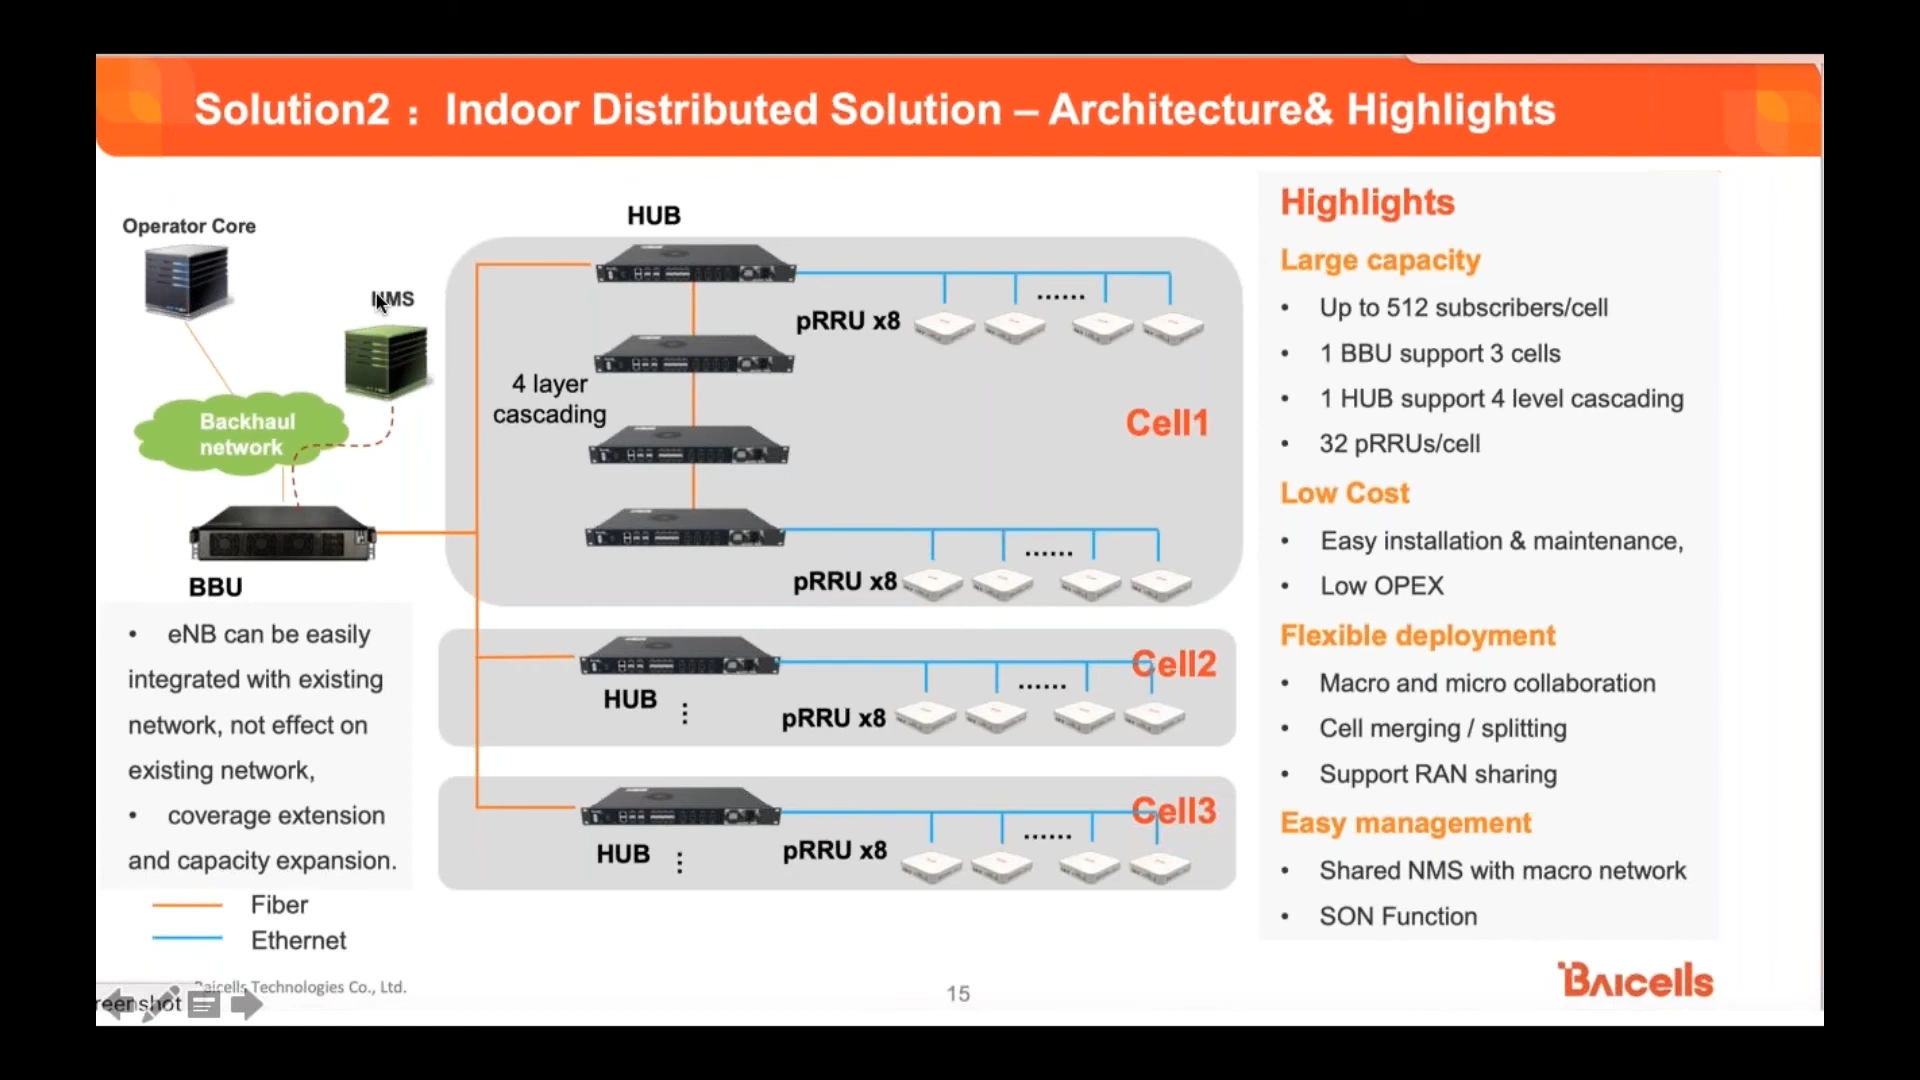 Solution2 : Indoor Distributed Solution – Architecture& Highlights
Operator Core
NMS
Backhaul
network
BBU
• eNB can be easily
integrated with existing
network, not effect on
existing network,
• coverage extension
and capacity expansion.
Fiber
Ethernet
HUB
4 layer
cascading
pRRU x8
......
Cell1
pRRU x8
......
HUB
pRRU x8
......
Cell2
HUB
pRRU x8
......
Cell3
Highlights
Large capacity
• Up to 512 subscribers/cell
• 1 BBU support 3 cells
• 1 HUB support 4 level cascading
• 32 pRRUs/cell
Low Cost
• Easy installation & maintenance,
• Low OPEX
Flexible deployment
• Macro and micro collaboration
• Cell merging / splitting
• Support RAN sharing
Easy management
• Shared NMS with macro network
• SON Function
Baicells Technologies Co., Ltd.
reenshot
15
BAICELLS